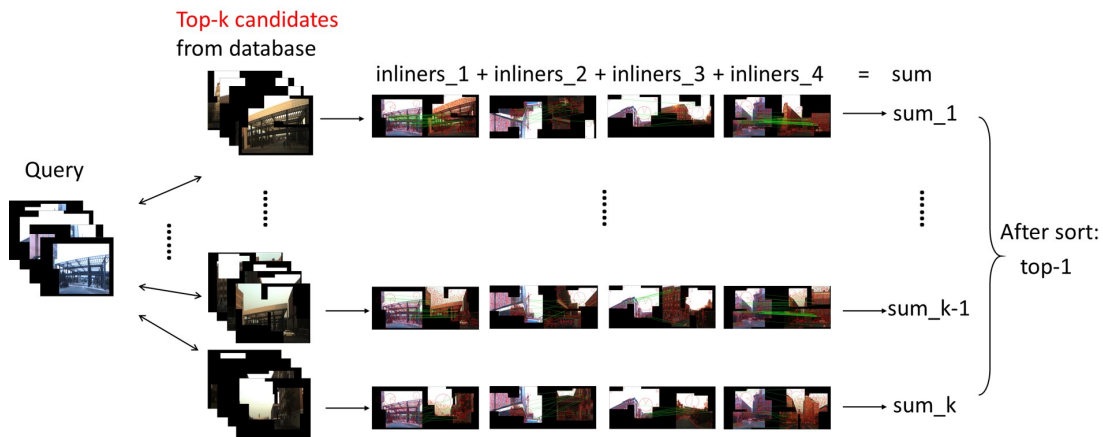 Top-k candidates
from database
inliners_1 + inliners_2 + inliners_3 + inliners_4 = sum
sum_1
Query
After sort:
top-1
sum_k-1
sum_k